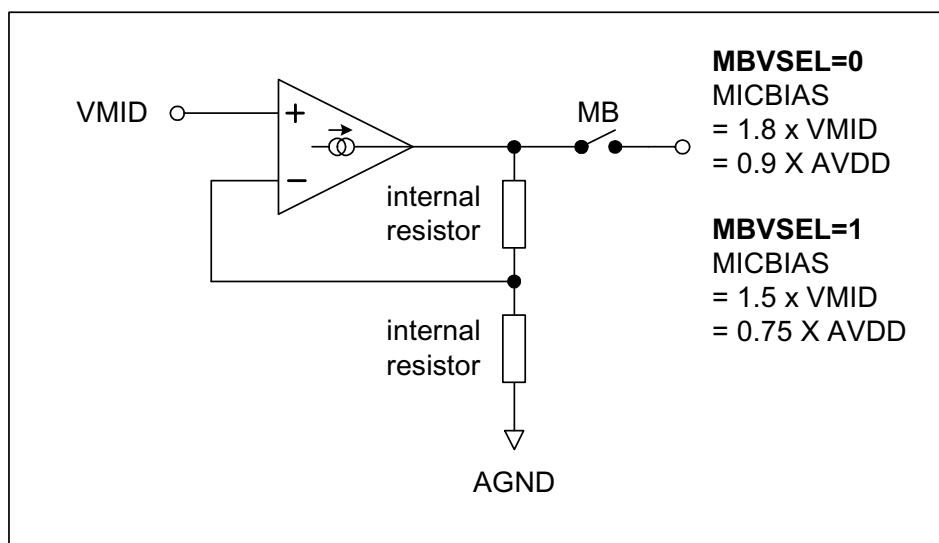 VMID
+
−
MB
internal
resistor
internal
resistor
AGND
MBVSEL=0
MICBIAS
= 1.8 x VMID
= 0.9 X AVDD
MBVSEL=1
MICBIAS
= 1.5 x VMID
= 0.75 X AVDD